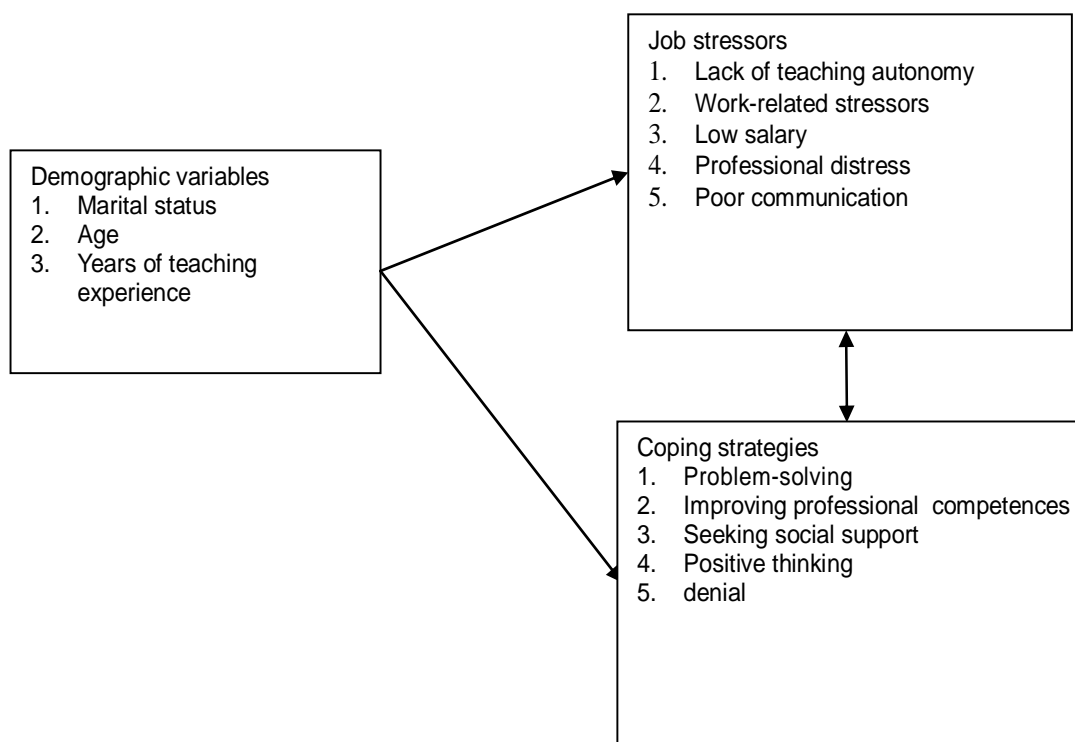 Demographic variables
1. Marital status
2. Age
3. Years of teaching
experience
Job stressors
1. Lack of teaching autonomy
2. Work-related stressors
3. Low salary
4. Professional distress
5. Poor communication
Coping strategies
1. Problem-solving
2. Improving professional competences
3. Seeking social support
4. Positive thinking
5. denial